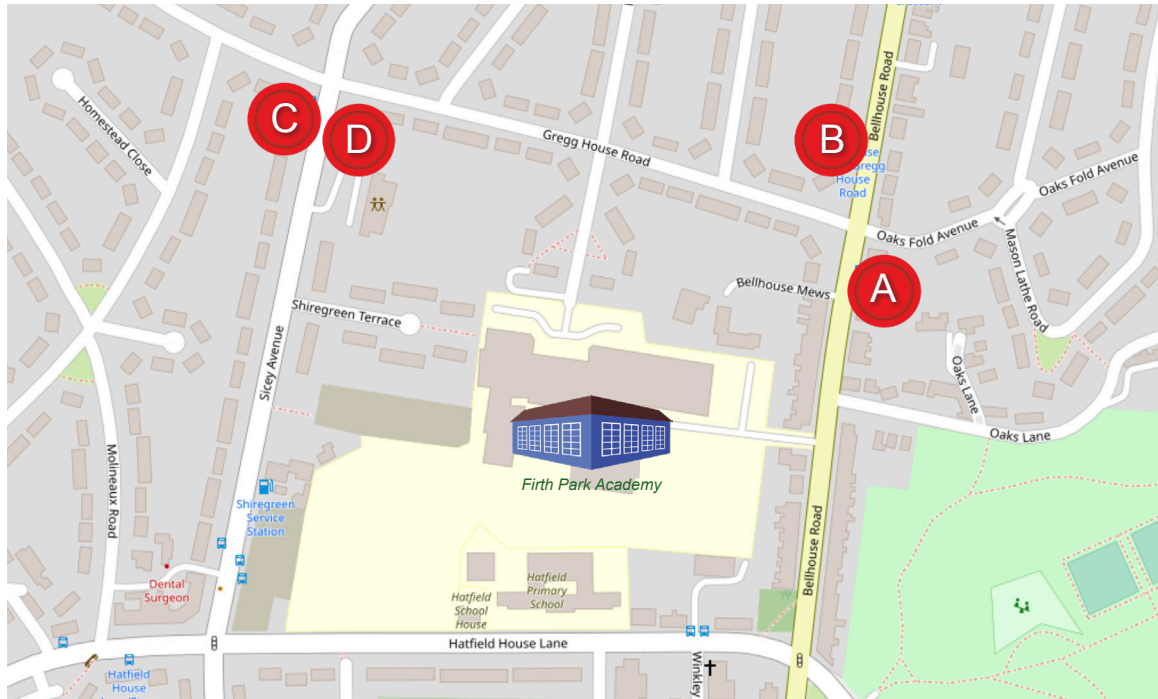 C
D
B
A
Bellhouse Road
Homestead Close
Gregg House Road
Gregg
House
Road
Oaks Fold Avenue
Oaks Fold Avenue
Mason Lathe Road
Bellhouse Mews
Shiregreen Terrace
Sicey Avenue
Oaks Lane
Oaks Lane
Molineaux Road
Firth Park Academy
Shiregreen
Service
Station
Bellhouse Road
Dental
Surgeon
Hatfield
School
House
Hatfield
Primary
School
Hatfield House Lane
Winkley
Hatfield
House